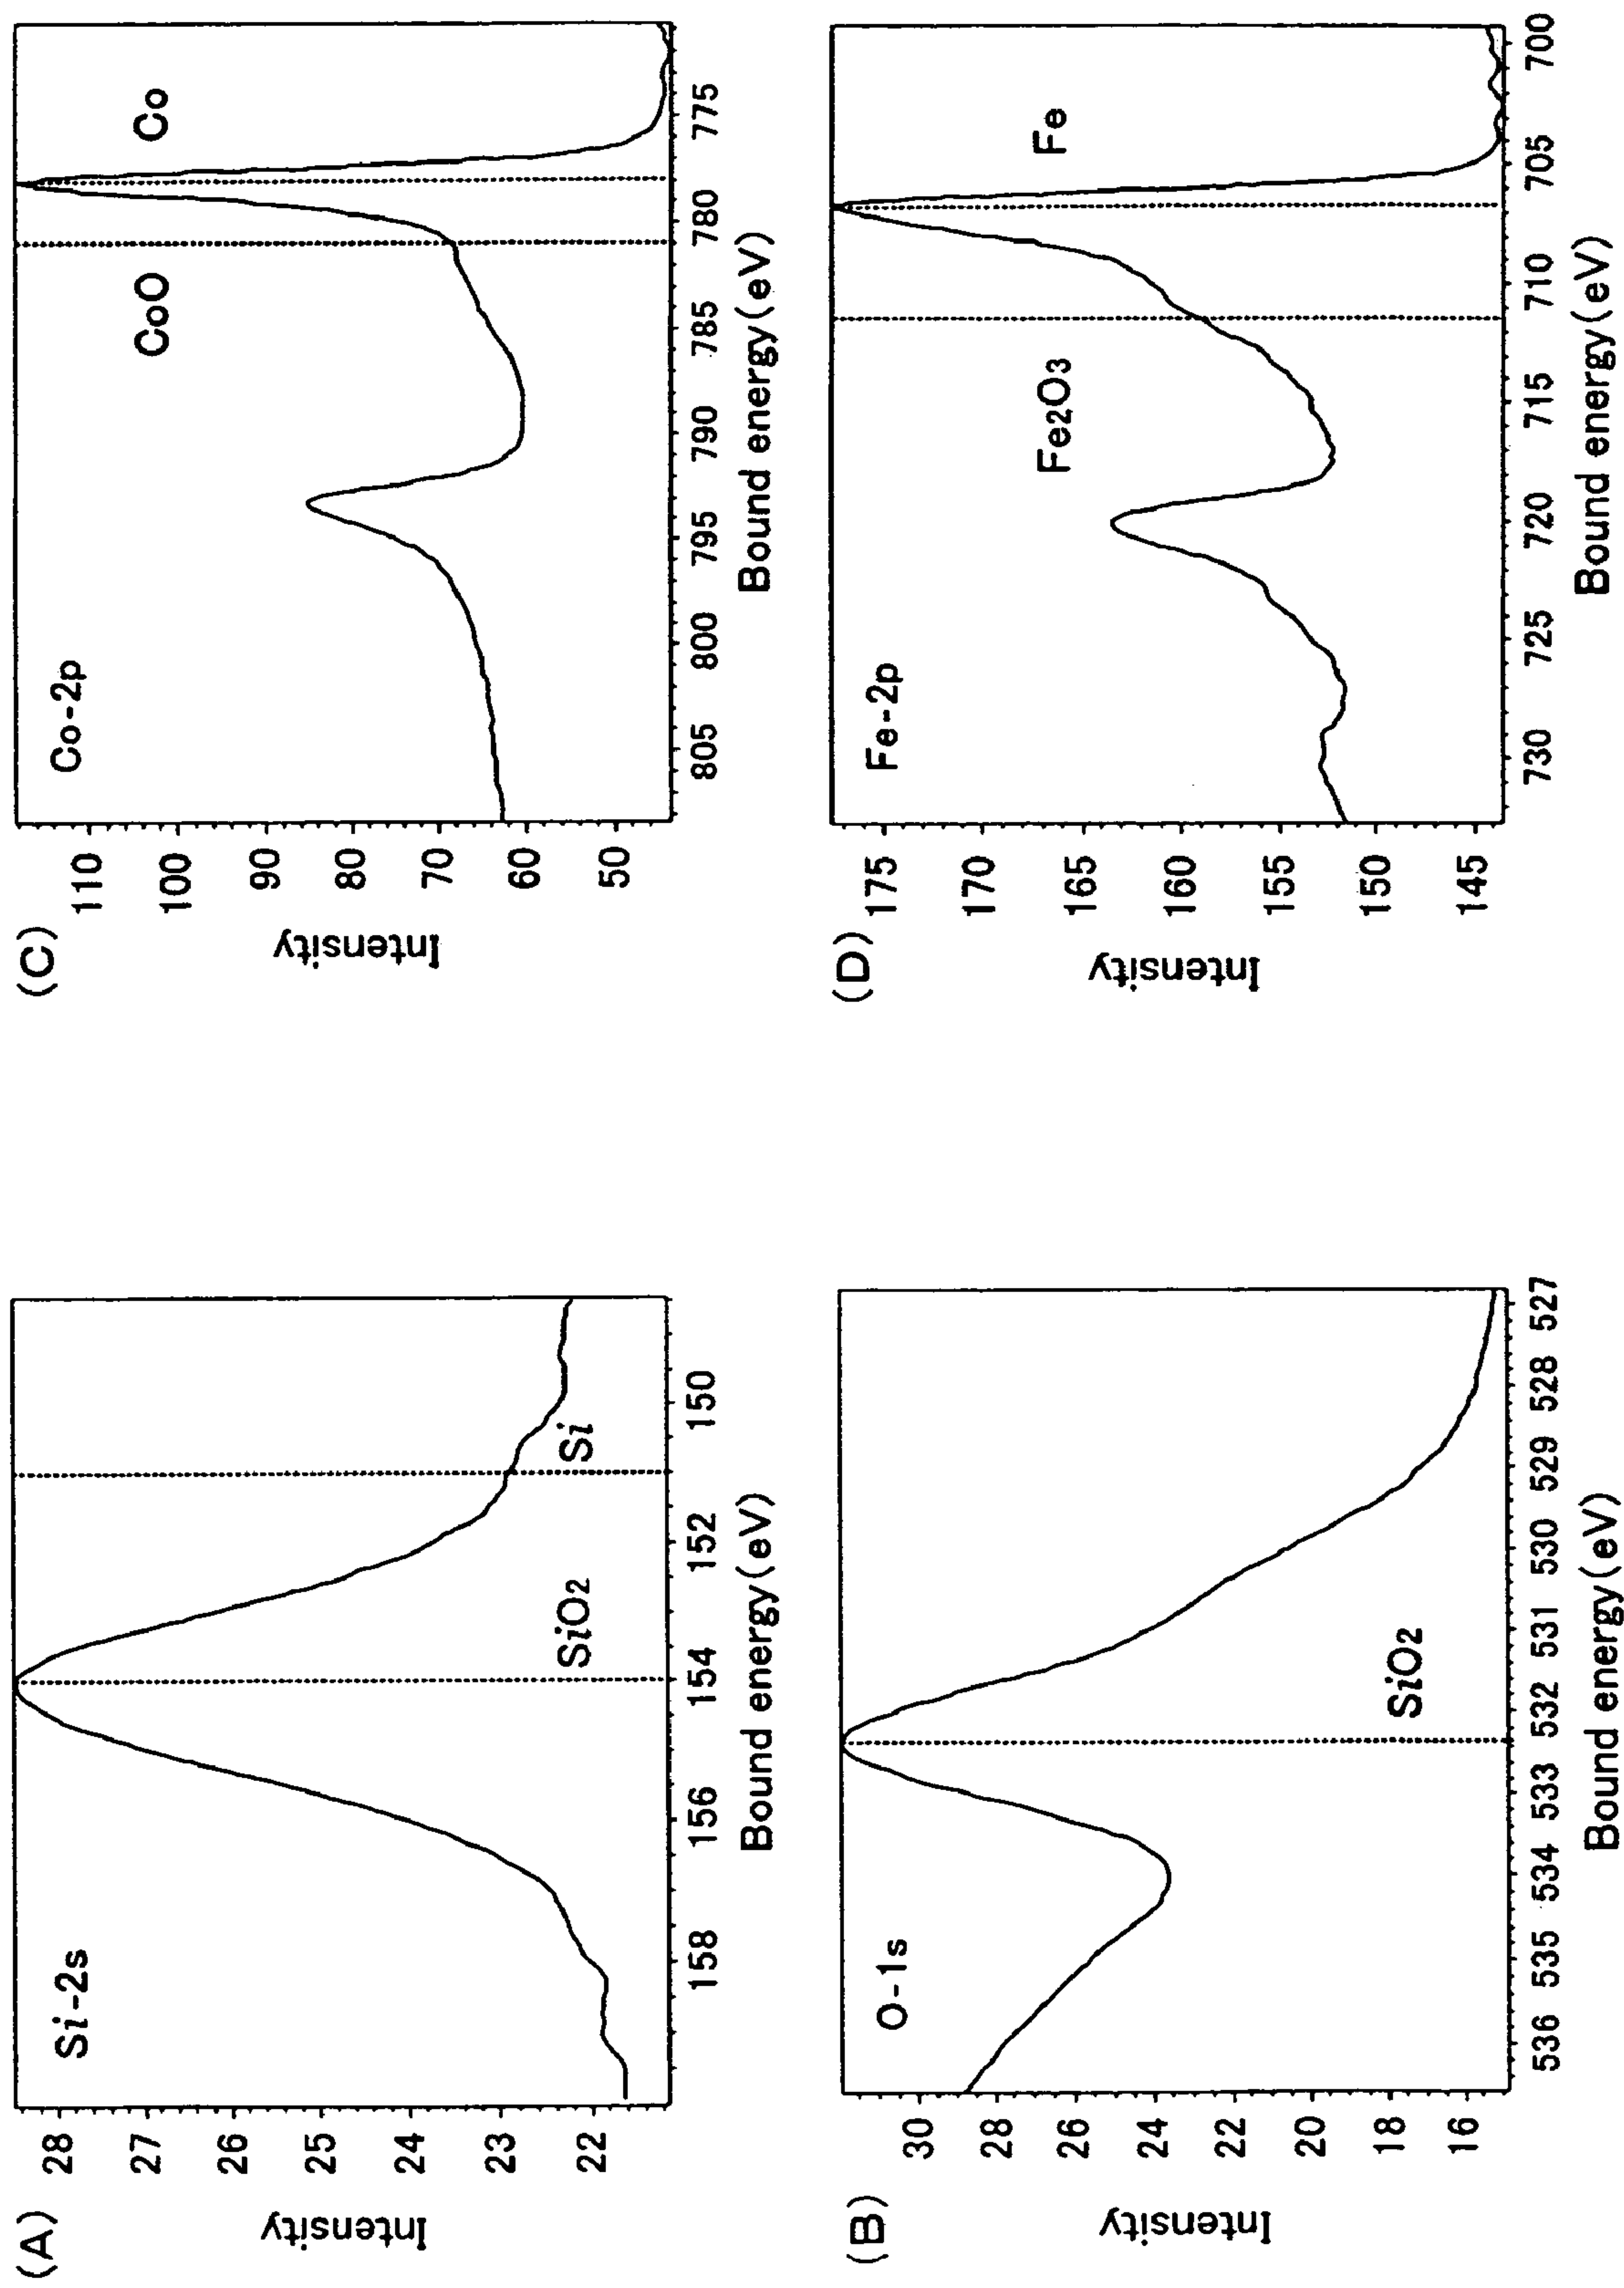 (A)
Si-2s
SiO2
Si
28
27
26
25
24
23
22
Intensity
158
156
154
152
150
Bound energy(eV)
(B)
O-1s
SiO2
30
28
26
24
22
20
18
16
Intensity
536
535
534
533
532
531
530
529
528
527
Bound energy(eV)
(C)
Co-2p
CoO
Co
110
100
90
80
70
60
50
Intensity
805
800
795
790
785
780
775
Bound energy(eV)
(D)
Fe-2p
Fe2O3
Fe
175
170
165
160
155
150
145
Intensity
730
725
720
715
710
705
700
Bound energy(eV)